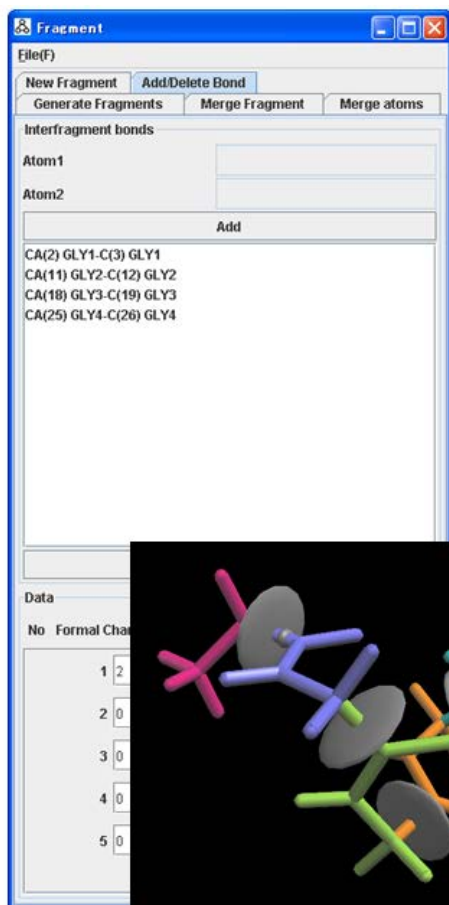 Fragment
File(F)
New Fragment Add/Delete Bond
Generate Fragments Merge Fragment Merge atoms
Interfragment bonds
Atom1
Atom2
Add
CA(2) GLY1-C(3) GLY1
CA(11) GLY2-C(12) GLY2
CA(18) GLY3-C(19) GLY3
CA(25) GLY4-C(26) GLY4
Data
No Formal Char
1 2
2 0
3 0
4 0
5 0